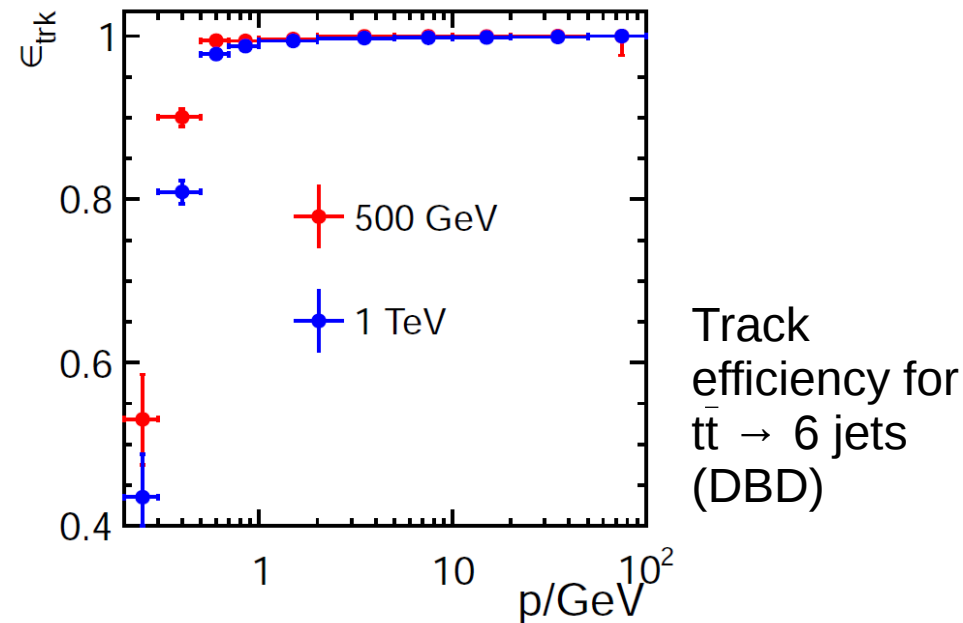 ϵtrk
1
0.8
0.6
0.4
500 GeV
1 TeV
1
10
10²
p/GeV
Track
efficiency for
tt̄ → 6 jets
(DBD)